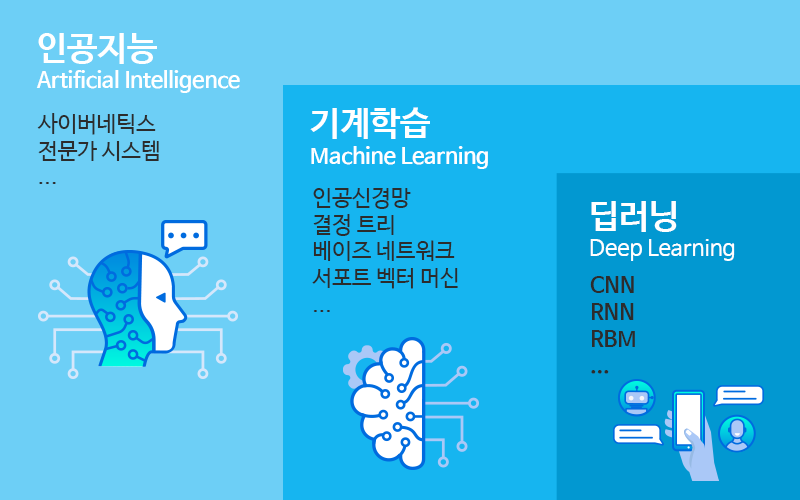 인공지능
Artificial Intelligence
사이버네틱스
전문가 시스템
...
기계학습
Machine Learning
인공신경망
결정 트리
베이즈 네트워크
서포트 벡터 머신
...
딥러닝
Deep Learning
CNN
RNN
RBM
...